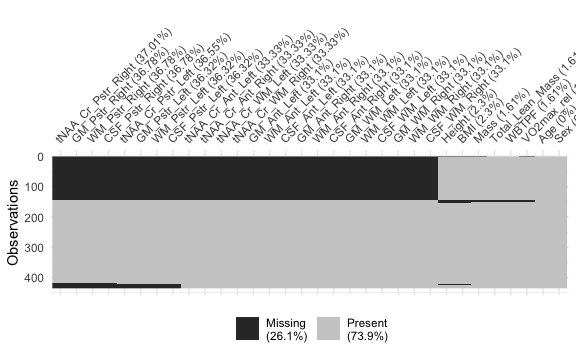 tNAA_Cr_Pstr_Right (37.01%)
GM_Pstr_Right (36.78%)
WM_Pstr_Right (36.78%)
CSF_Pstr_Right (36.78%)
tNAA_Cr_Pstr_Left (36.55%)
GM_Pstr_Left (36.32%)
WM_Pstr_Left (36.32%)
CSF_Pstr_Left (36.32%)
tNAA_Cr_Ant_Left (33.33%)
tNAA_Cr_Ant_Right (33.33%)
tNAA_Cr_WM_Left (33.33%)
tNAA_Cr_WM_Right (33.33%)
GM_Ant_Left (33.1%)
WM_Ant_Left (33.1%)
CSF_Ant_Left (33.1%)
GM_Ant_Right (33.1%)
WM_Ant_Right (33.1%)
CSF_Ant_Right (33.1%)
GM_WM_Left (33.1%)
WM_WM_Left (33.1%)
CSF_WM_Left (33.1%)
GM_WM_Right (33.1%)
WM_WM_Right (33.1%)
CSF_WM_Right (33.1%)
Height (2.3%)
BMI (2.3%)
Mass (1.61%)
Total_Lean_Mass (1.61
WBTPF (1.61%)
VO2max_rel (
Age (0%)
Sex (
0
100
200
300
400
Observations
Missing
(26.1%)
Present
(73.9%)